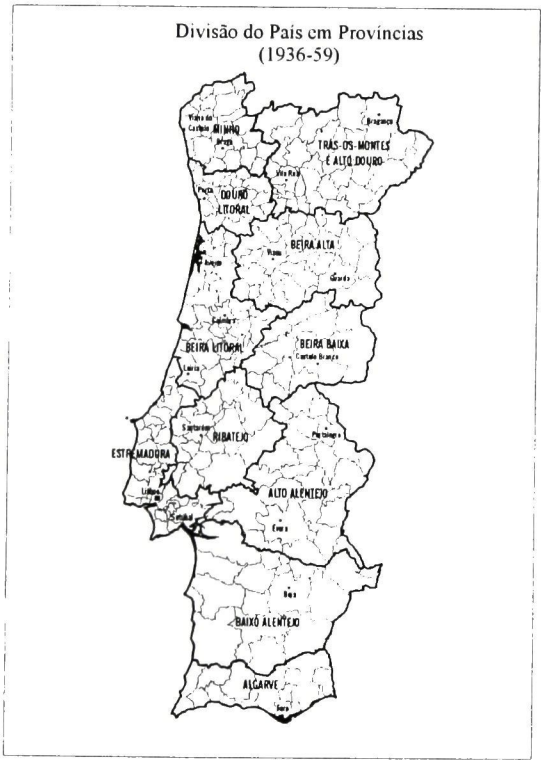 Divisão do País em Províncias
(1936-59)
Viana do
Castelo
MINHO
Braga
Bragança
TRÁS-OS-MONTES
E ALTO DOURO
Vila Real
Porto
DOURO
LITORAL
Aveiro
BEIRA ALTA
Viseu
Guarda
Coimbra
BEIRA LITORAL
BEIRA BAIXA
Castelo Branco
Leiria
Santarém
RIBATEJO
Portalegre
ESTREMADURA
Lisboa
ALTO ALENTEJO
Setúbal
Évora
Beja
BAIXO ALENTEJO
ALGARVE
Faro